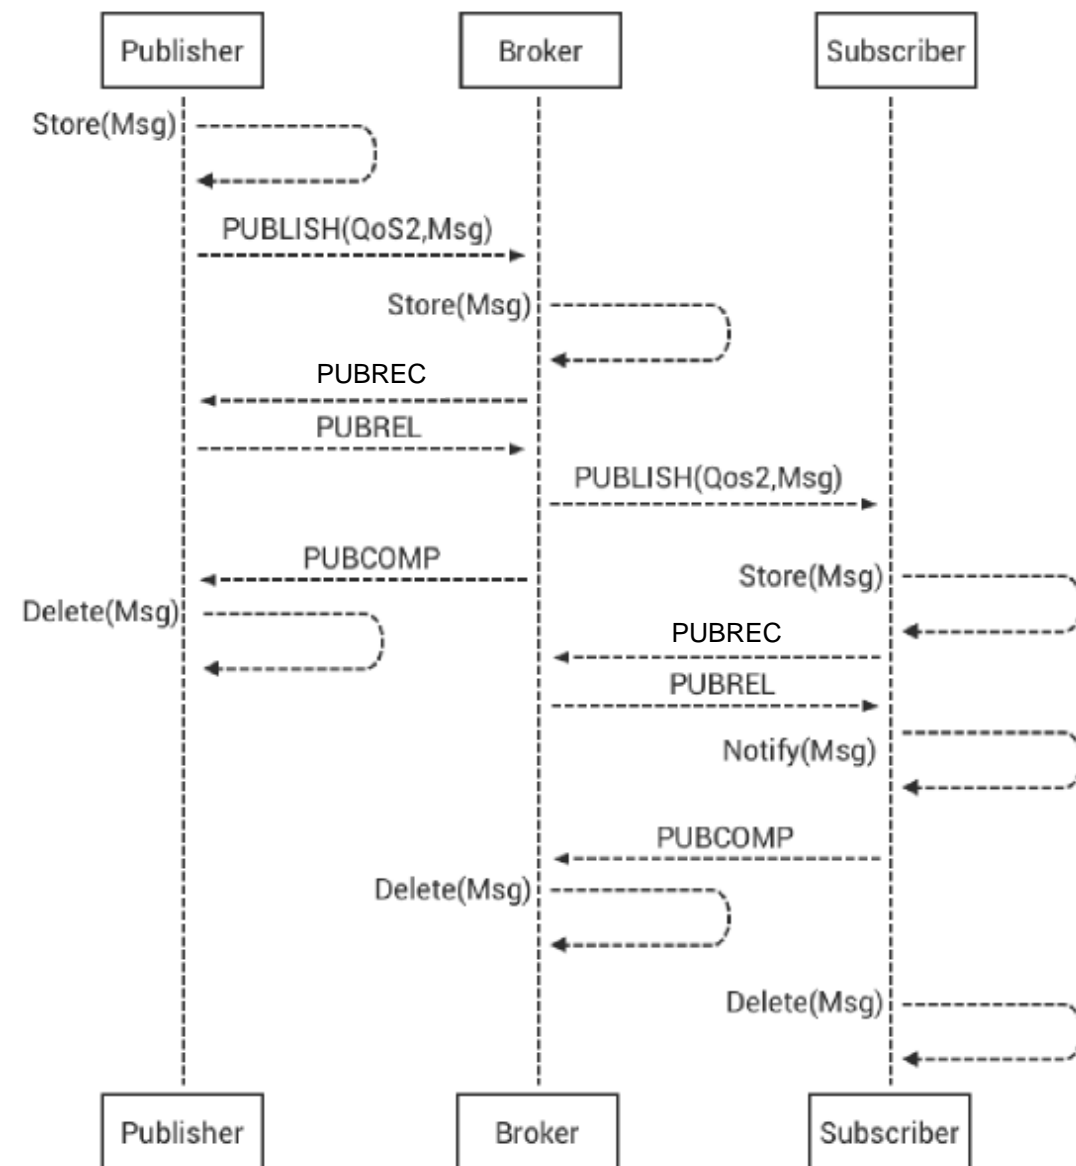 Publisher
Broker
Subscriber
Store(Msg)
PUBLISH(QoS2,Msg)
Store(Msg)
PUBREC
PUBREL
PUBLISH(Qos2,Msg)
PUBCOMP
Store(Msg)
Delete(Msg)
PUBREC
PUBREL
Notify(Msg)
PUBCOMP
Delete(Msg)
Delete(Msg)
Publisher
Broker
Subscriber